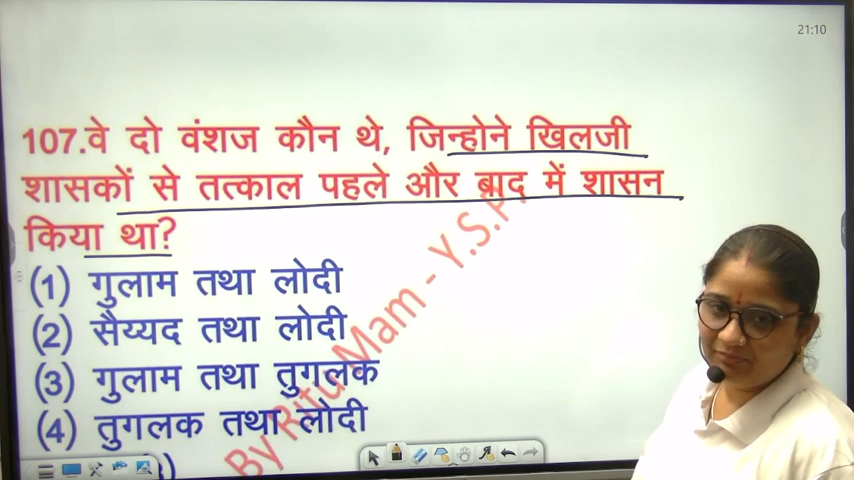 21:10
107.वे दो वंशज कौन थे, जिन्होने खिलजी
शासकों से तत्काल पहले और बाद में शासन
किया था?
(1) गुलाम तथा लोदी
(2) सैय्यद तथा लोदी
(3) गुलाम तथा तुगलक
(4) तुगलक तथा लोदी
By Ritu Mam - Y.S.P.